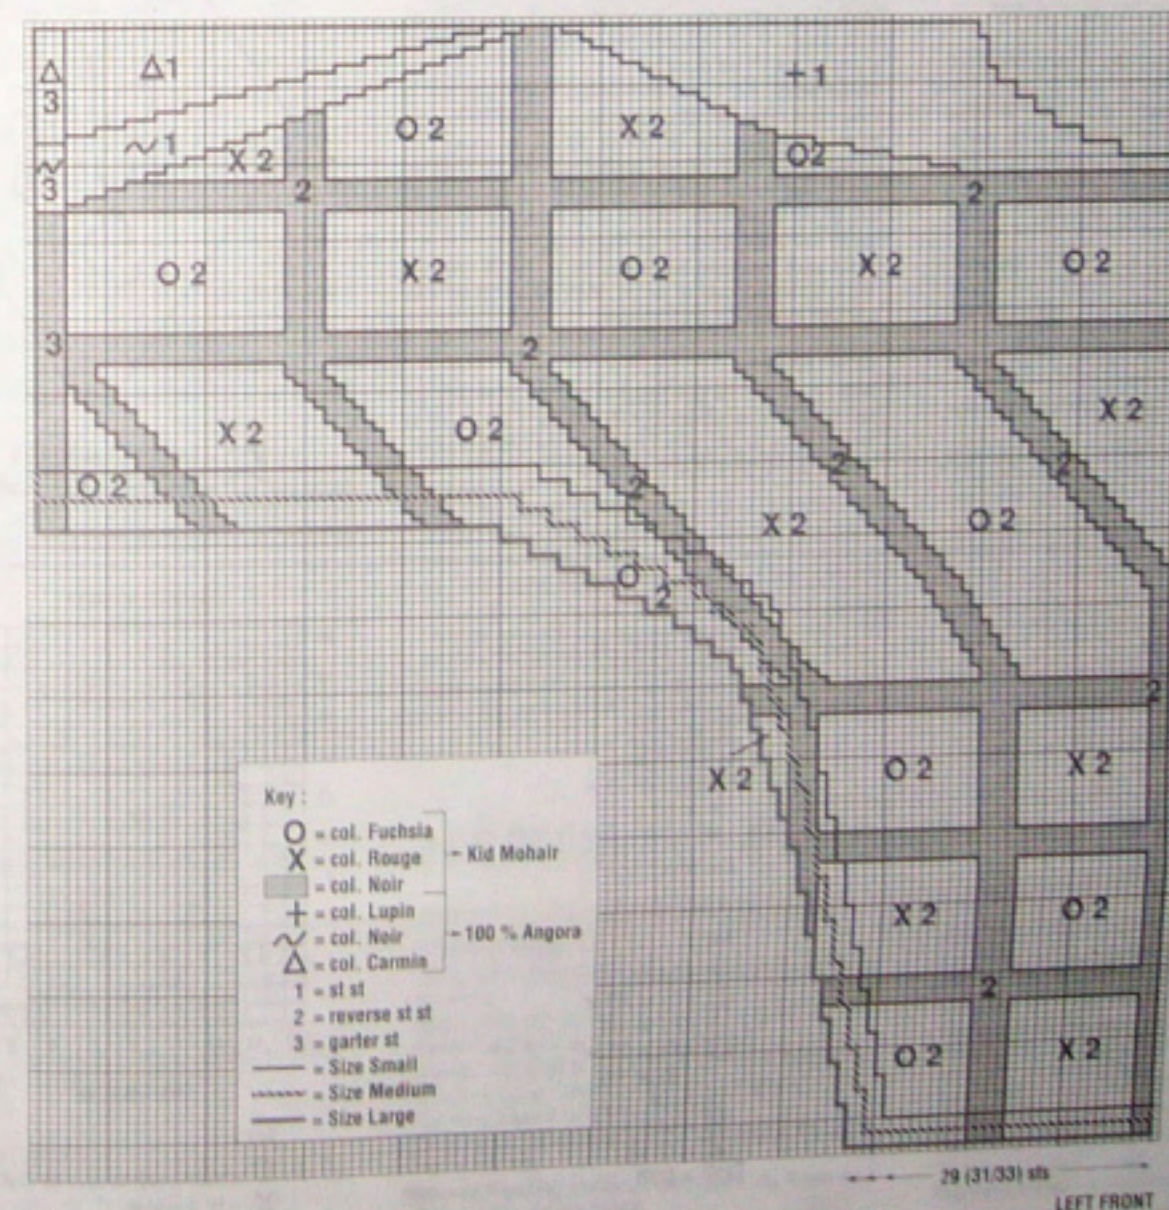 △1
+1
△
3
O 2
X 2
~1
X 2
O2
~
3
2
2
O 2
X 2
O 2
X 2
O 2
3
2
X 2
X 2
O 2
2
2
O 2
2
X 2
O 2
O 2
2
X 2
O 2
X 2
X 2
O 2
2
O 2
X 2
Key :
O = col. Fuchsia
X = col. Rouge - Kid Mohair
= col. Noir
+ = col. Lupin
~ = col. Noir - 100 % Angora
△ = col. Carmin
1 = st st
2 = reverse st st
3 = garter st
= Size Small
= Size Medium
= Size Large
29 (31/33) sts
LEFT FRONT